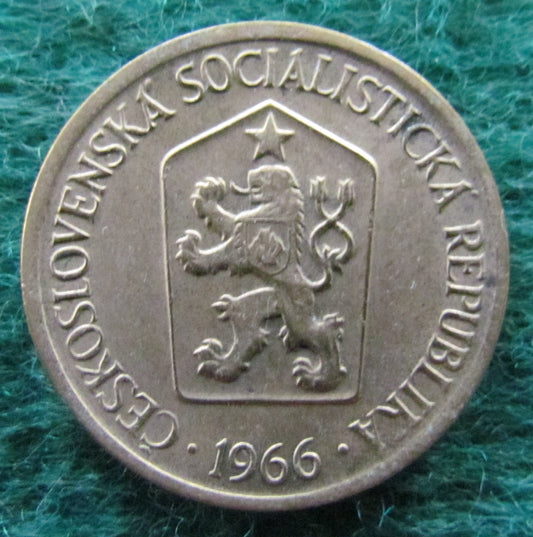 ČESKOSLOVENSKÁ SOCIALISTICKÁ REPUBLIKA
· 1966 ·